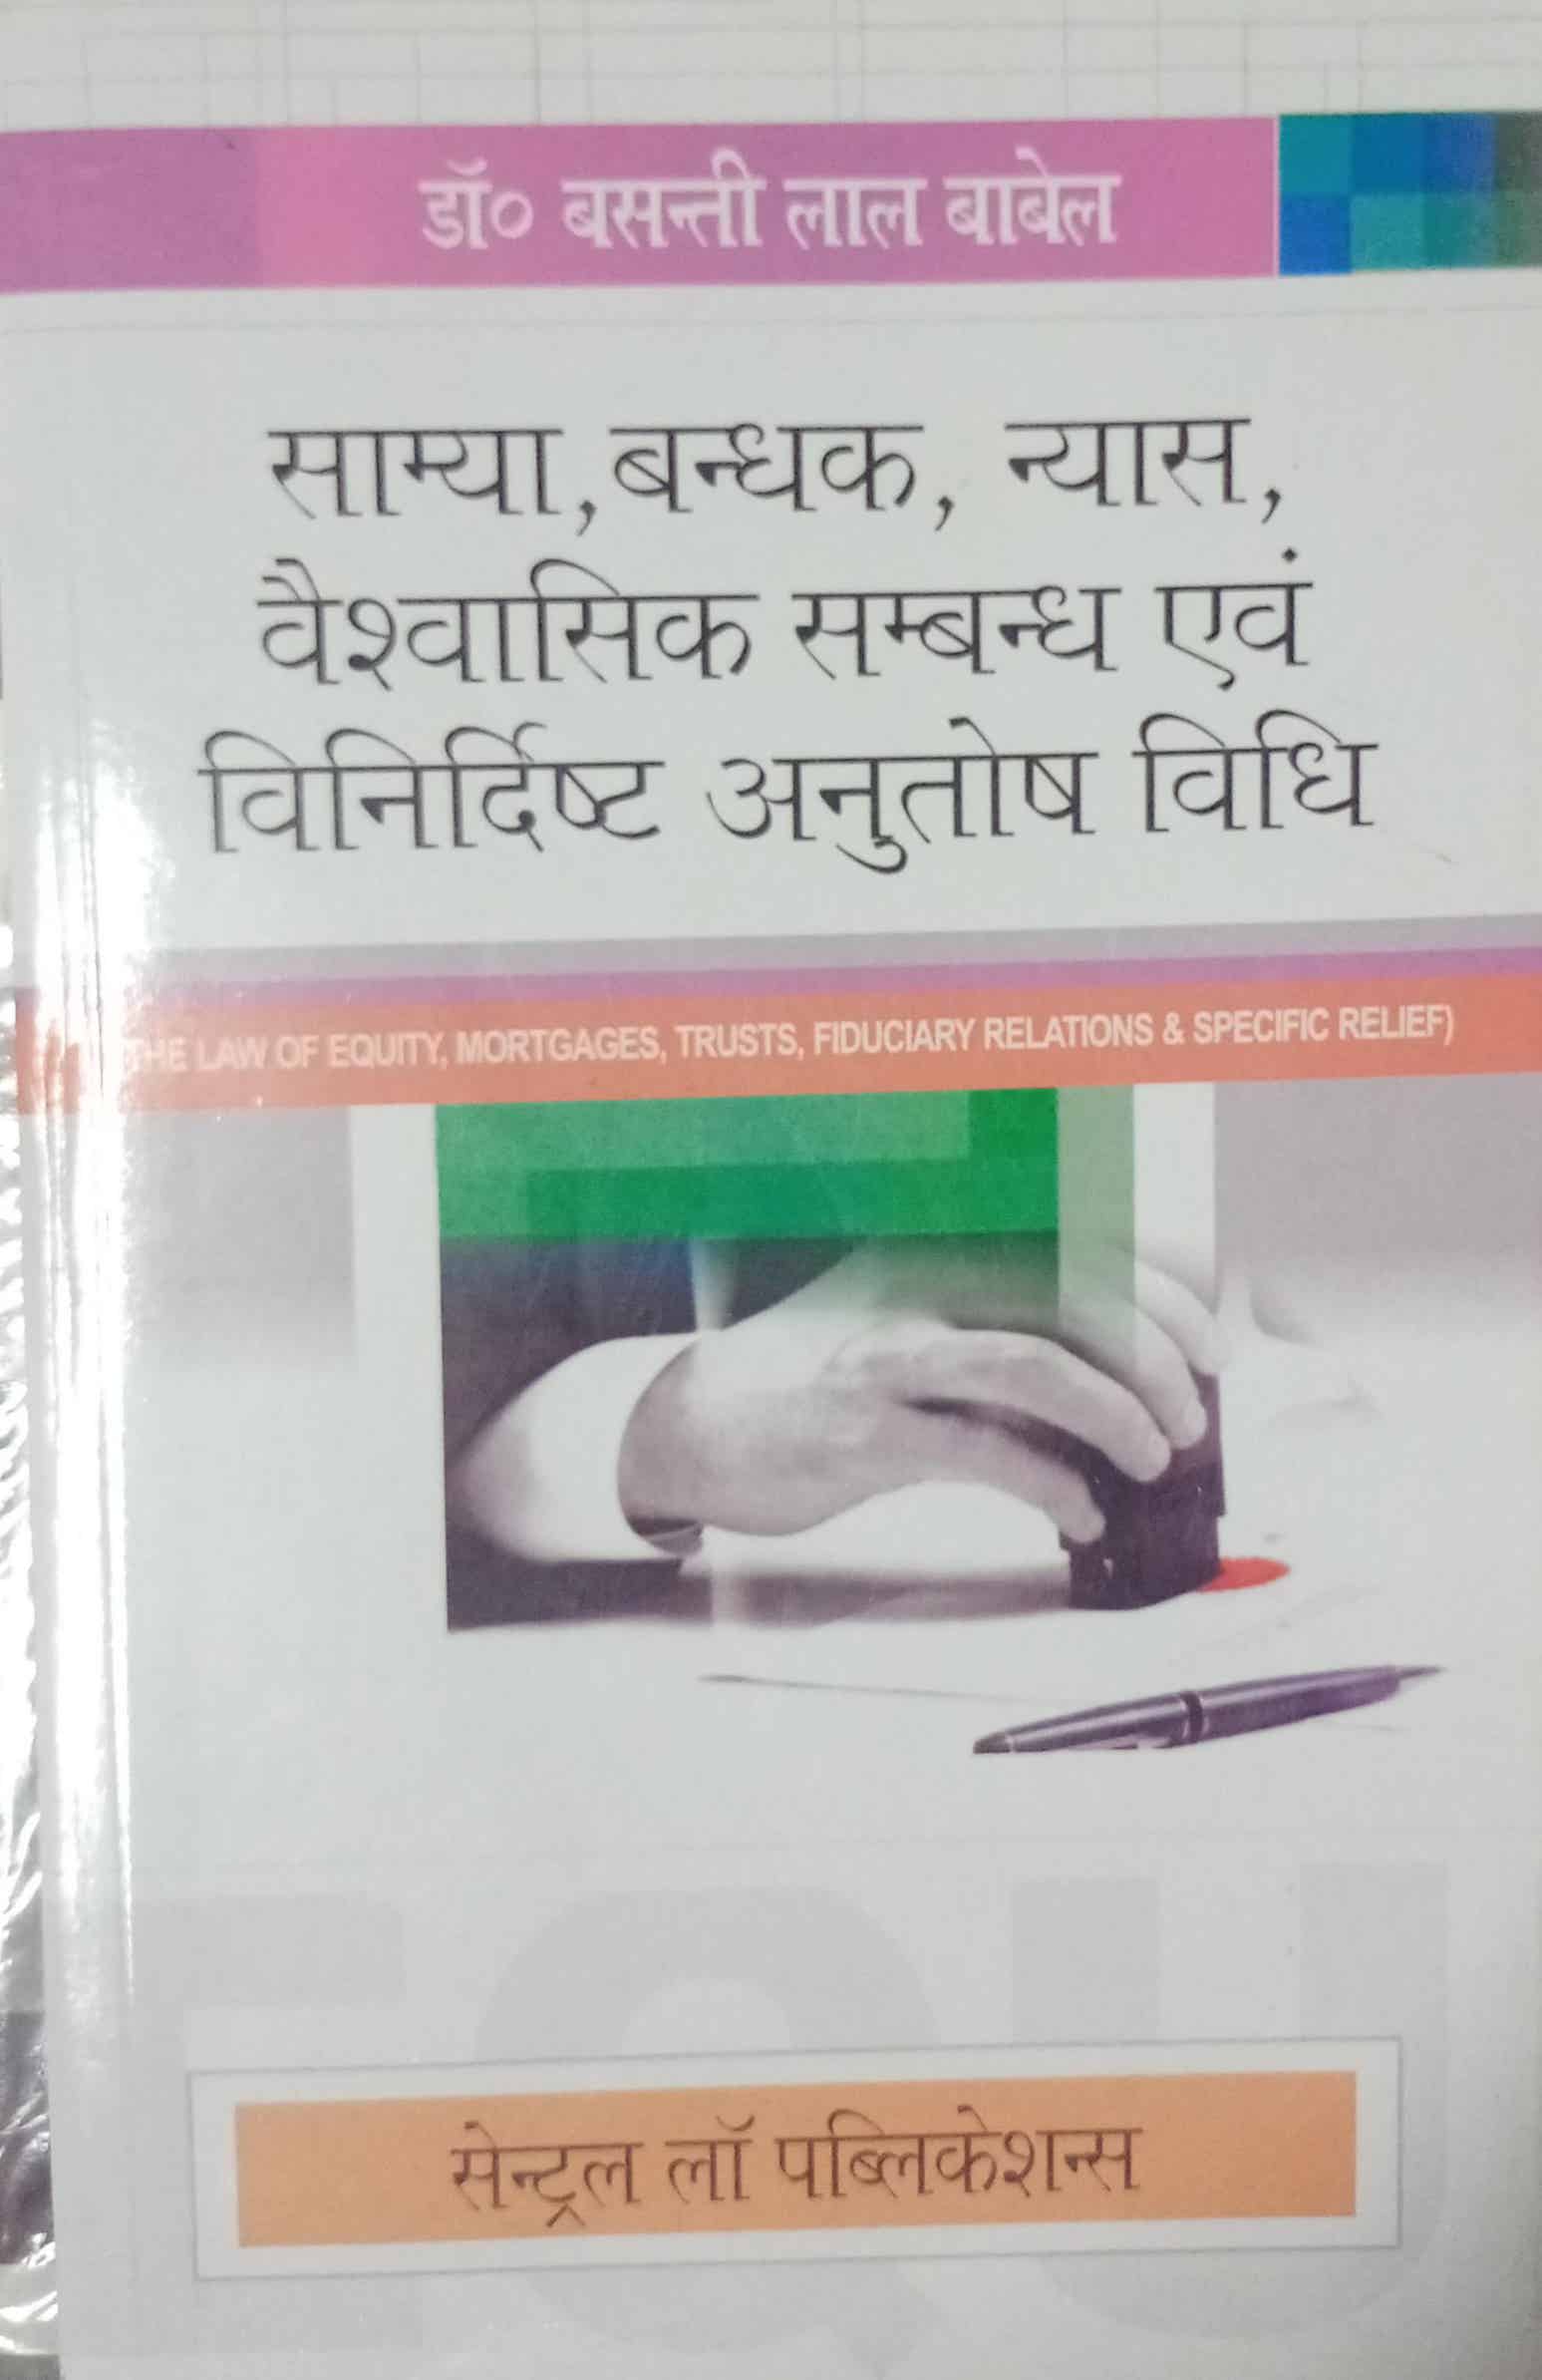 डॉ० बसन्ती लाल बाबेल
साम्या, बन्धक, न्यास,
वैश्वासिक सम्बन्ध एवं
विनिर्दिष्ट अनुतोष विधि
THE LAW OF EQUITY, MORTGAGES, TRUSTS, FIDUCIARY RELATIONS & SPECIFIC RELIEF)
EQU
सेन्ट्रल लॉ पब्लिकेशन्स